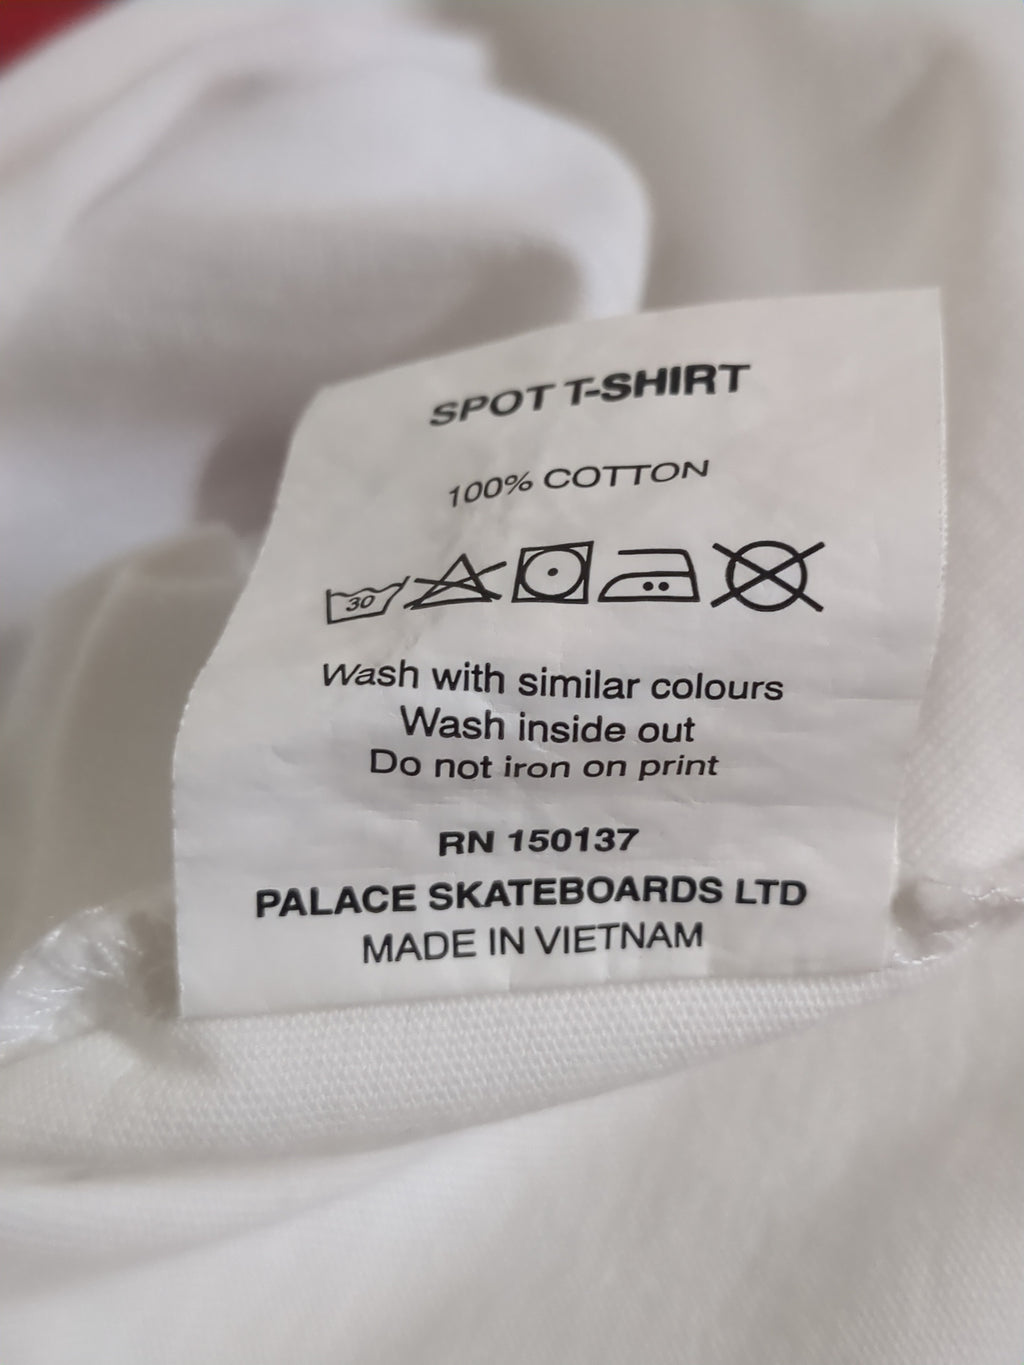 SPOT T-SHIRT
100% COTTON
30
Wash with similar colours
Wash inside out
Do not iron on print
RN 150137
PALACE SKATEBOARDS LTD
MADE IN VIETNAM